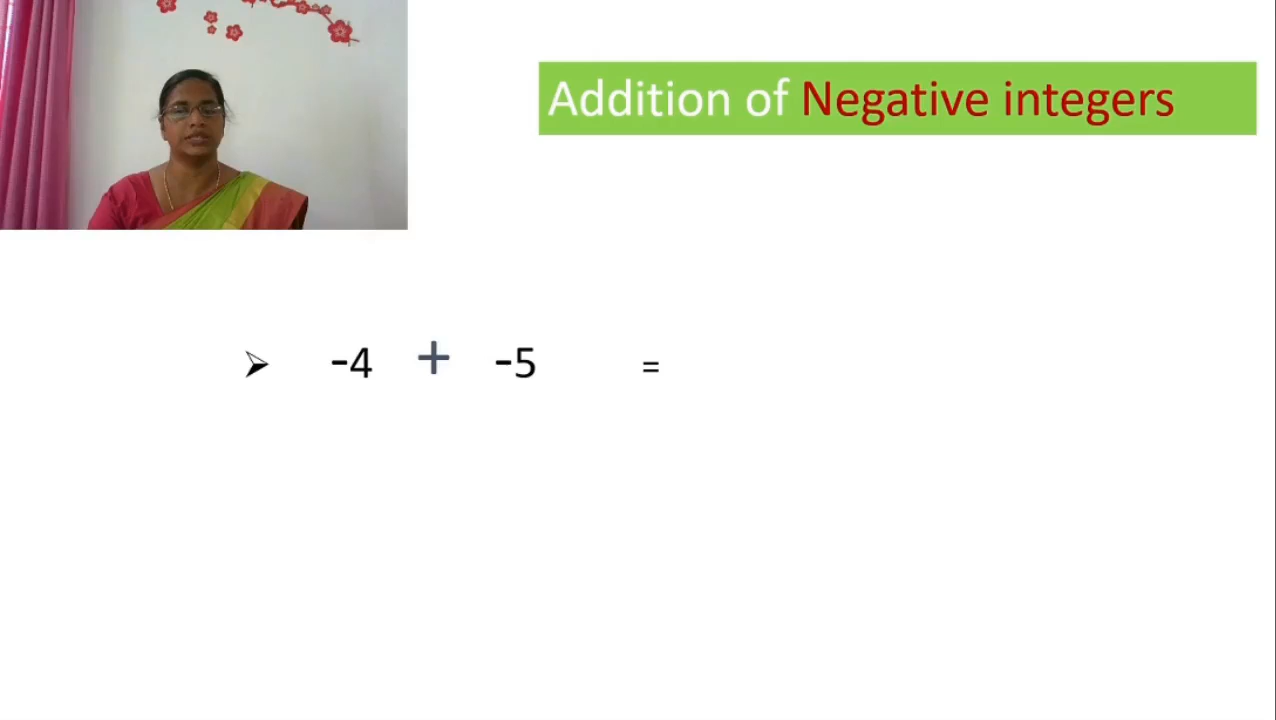 Addition of Negative integers
➢ -4 + -5 =